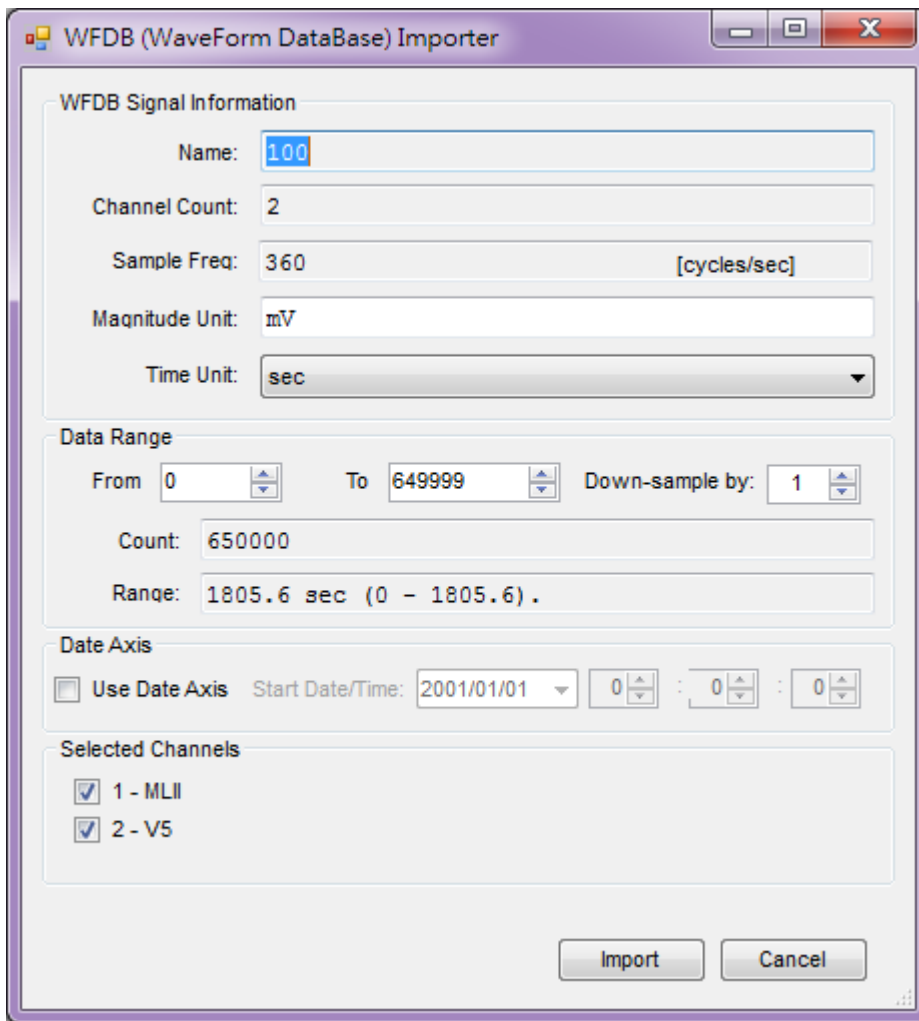 WFDB (WaveForm DataBase) Importer
WFDB Signal Information
Name: 100
Channel Count: 2
Sample Freq: 360 [cycles/sec]
Magnitude Unit: mV
Time Unit: sec
Data Range
From 0 To 649999 Down-sample by: 1
Count: 650000
Range: 1805.6 sec (0 - 1805.6).
Date Axis
Use Date Axis Start Date/Time: 2001/01/01 0 : 0 : 0
Selected Channels
1 - MLII
2 - V5
Import Cancel